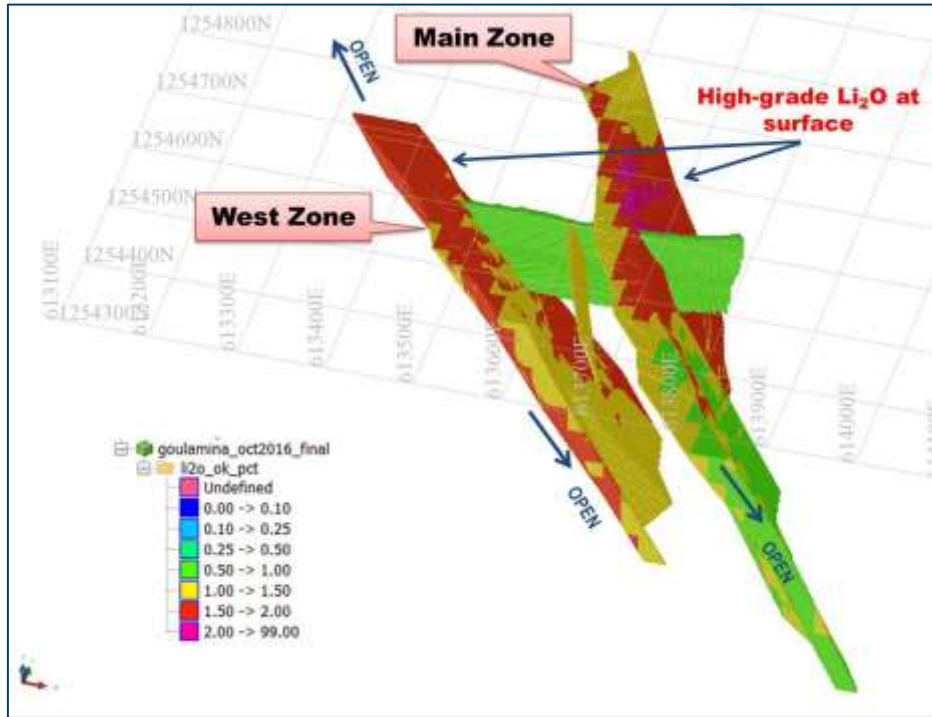 1254800N
1254700N
1254600N
1254500N
1254400N
1254300N
613100E
613200E
613300E
613400E
613500E
613600E
613700E
613800E
613900E
614000E
OPEN
Main Zone
High-grade Li₂O at
surface
West Zone
OPEN
OPEN
goulamina_oct2016_final
li2o_ok_pct
Undefined
0.00 -> 0.10
0.10 -> 0.25
0.25 -> 0.50
0.50 -> 1.00
1.00 -> 1.50
1.50 -> 2.00
2.00 -> 99.00